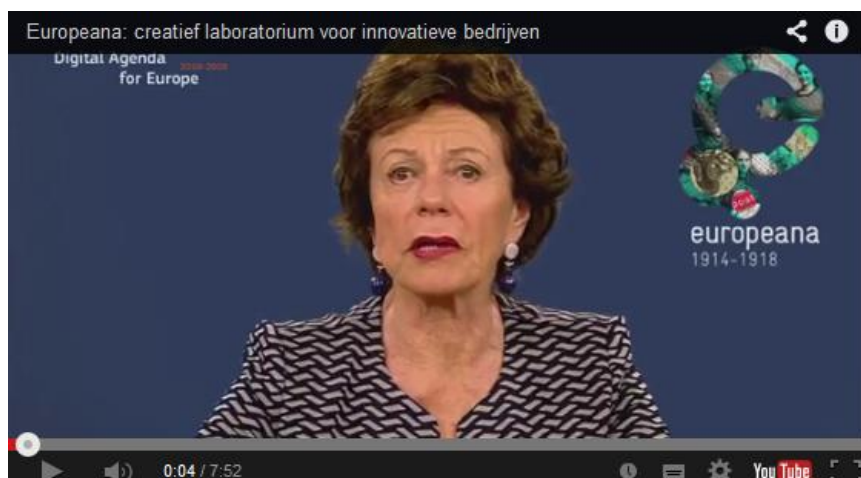 Europeana: creatief laboratorium voor innovatieve bedrijven
Digital Agenda
for Europe
europeana
1914-1918
0:04 / 7:52
YouTube